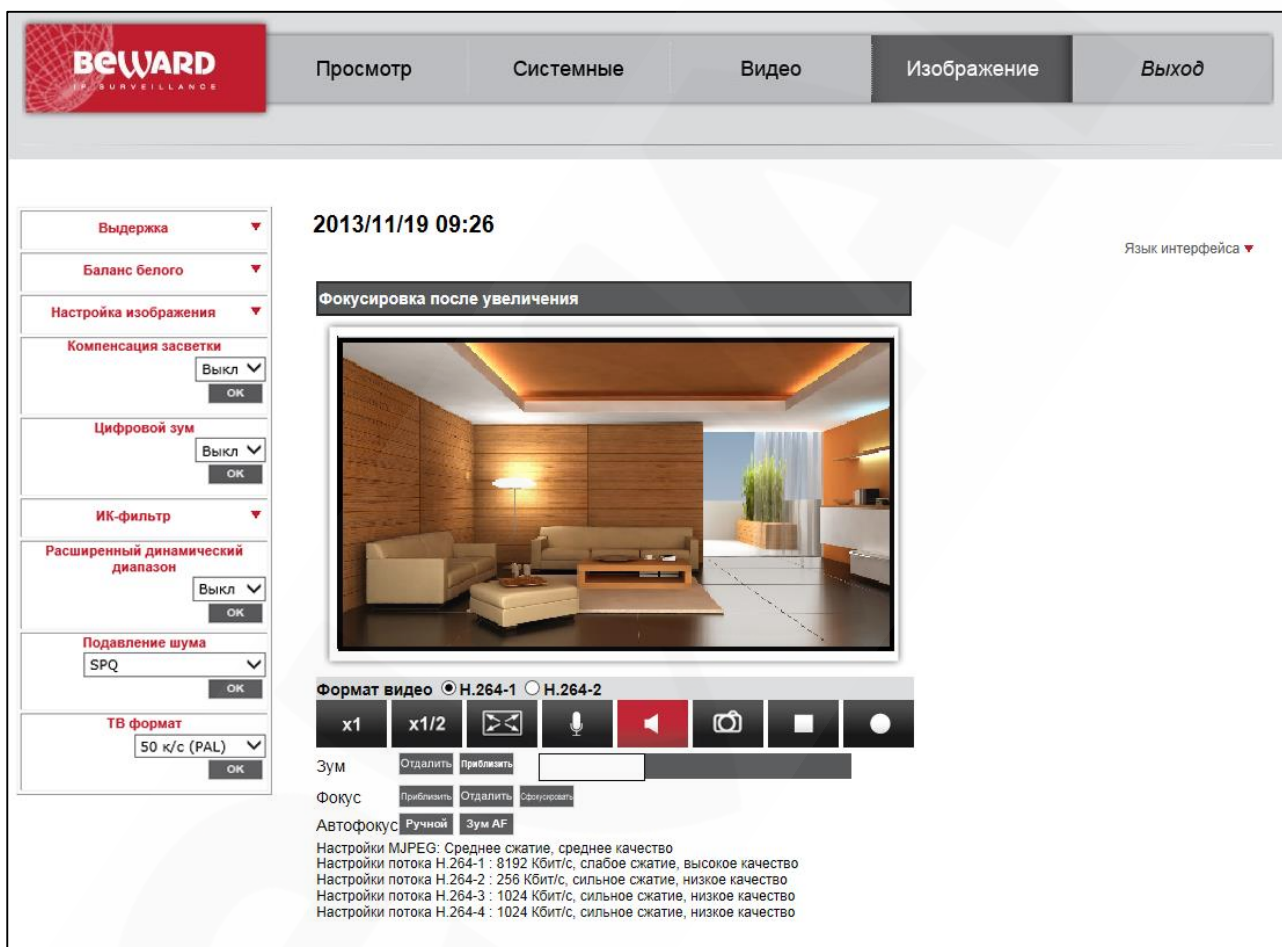 BEWARD
IP SURVEILLANCE
Просмотр
Системные
Видео
Изображение
Выход
Выдержка
Баланс белого
Настройка изображения
Компенсация засветки
Выкл
ОК
Цифровой зум
Выкл
ОК
ИК-фильтр
Расширенный динамический
диапазон
Выкл
ОК
Подавление шума
SPQ
ОК
ТВ формат
50 к/с (PAL)
ОК
2013/11/19 09:26
Язык интерфейса
Фокусировка после увеличения
Формат видео H.264-1 H.264-2
x1 x1/2
Зум Отдалить Приблизить
Фокус Приблизить Отдалить Сфокусировать
Автофокус Ручной Зум AF
Настройки MJPEG: Среднее сжатие, среднее качество
Настройки потока H.264-1 : 8192 Кбит/с, слабое сжатие, высокое качество
Настройки потока H.264-2 : 256 Кбит/с, сильное сжатие, низкое качество
Настройки потока H.264-3 : 1024 Кбит/с, сильное сжатие, низкое качество
Настройки потока H.264-4 : 1024 Кбит/с, сильное сжатие, низкое качество